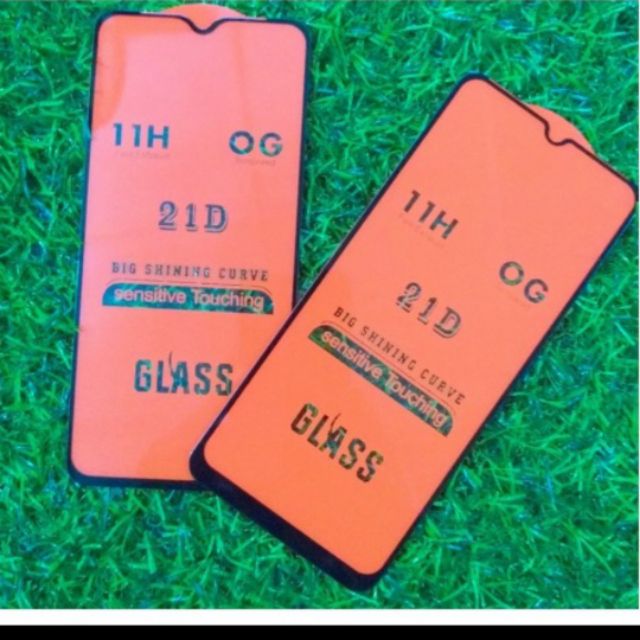 11H OG
21D
BIG SHINING CURVE
sensitive Touching
GLASS
11H
OG
21D
BIG SHINING CURVE
sensitive Touching
GLASS